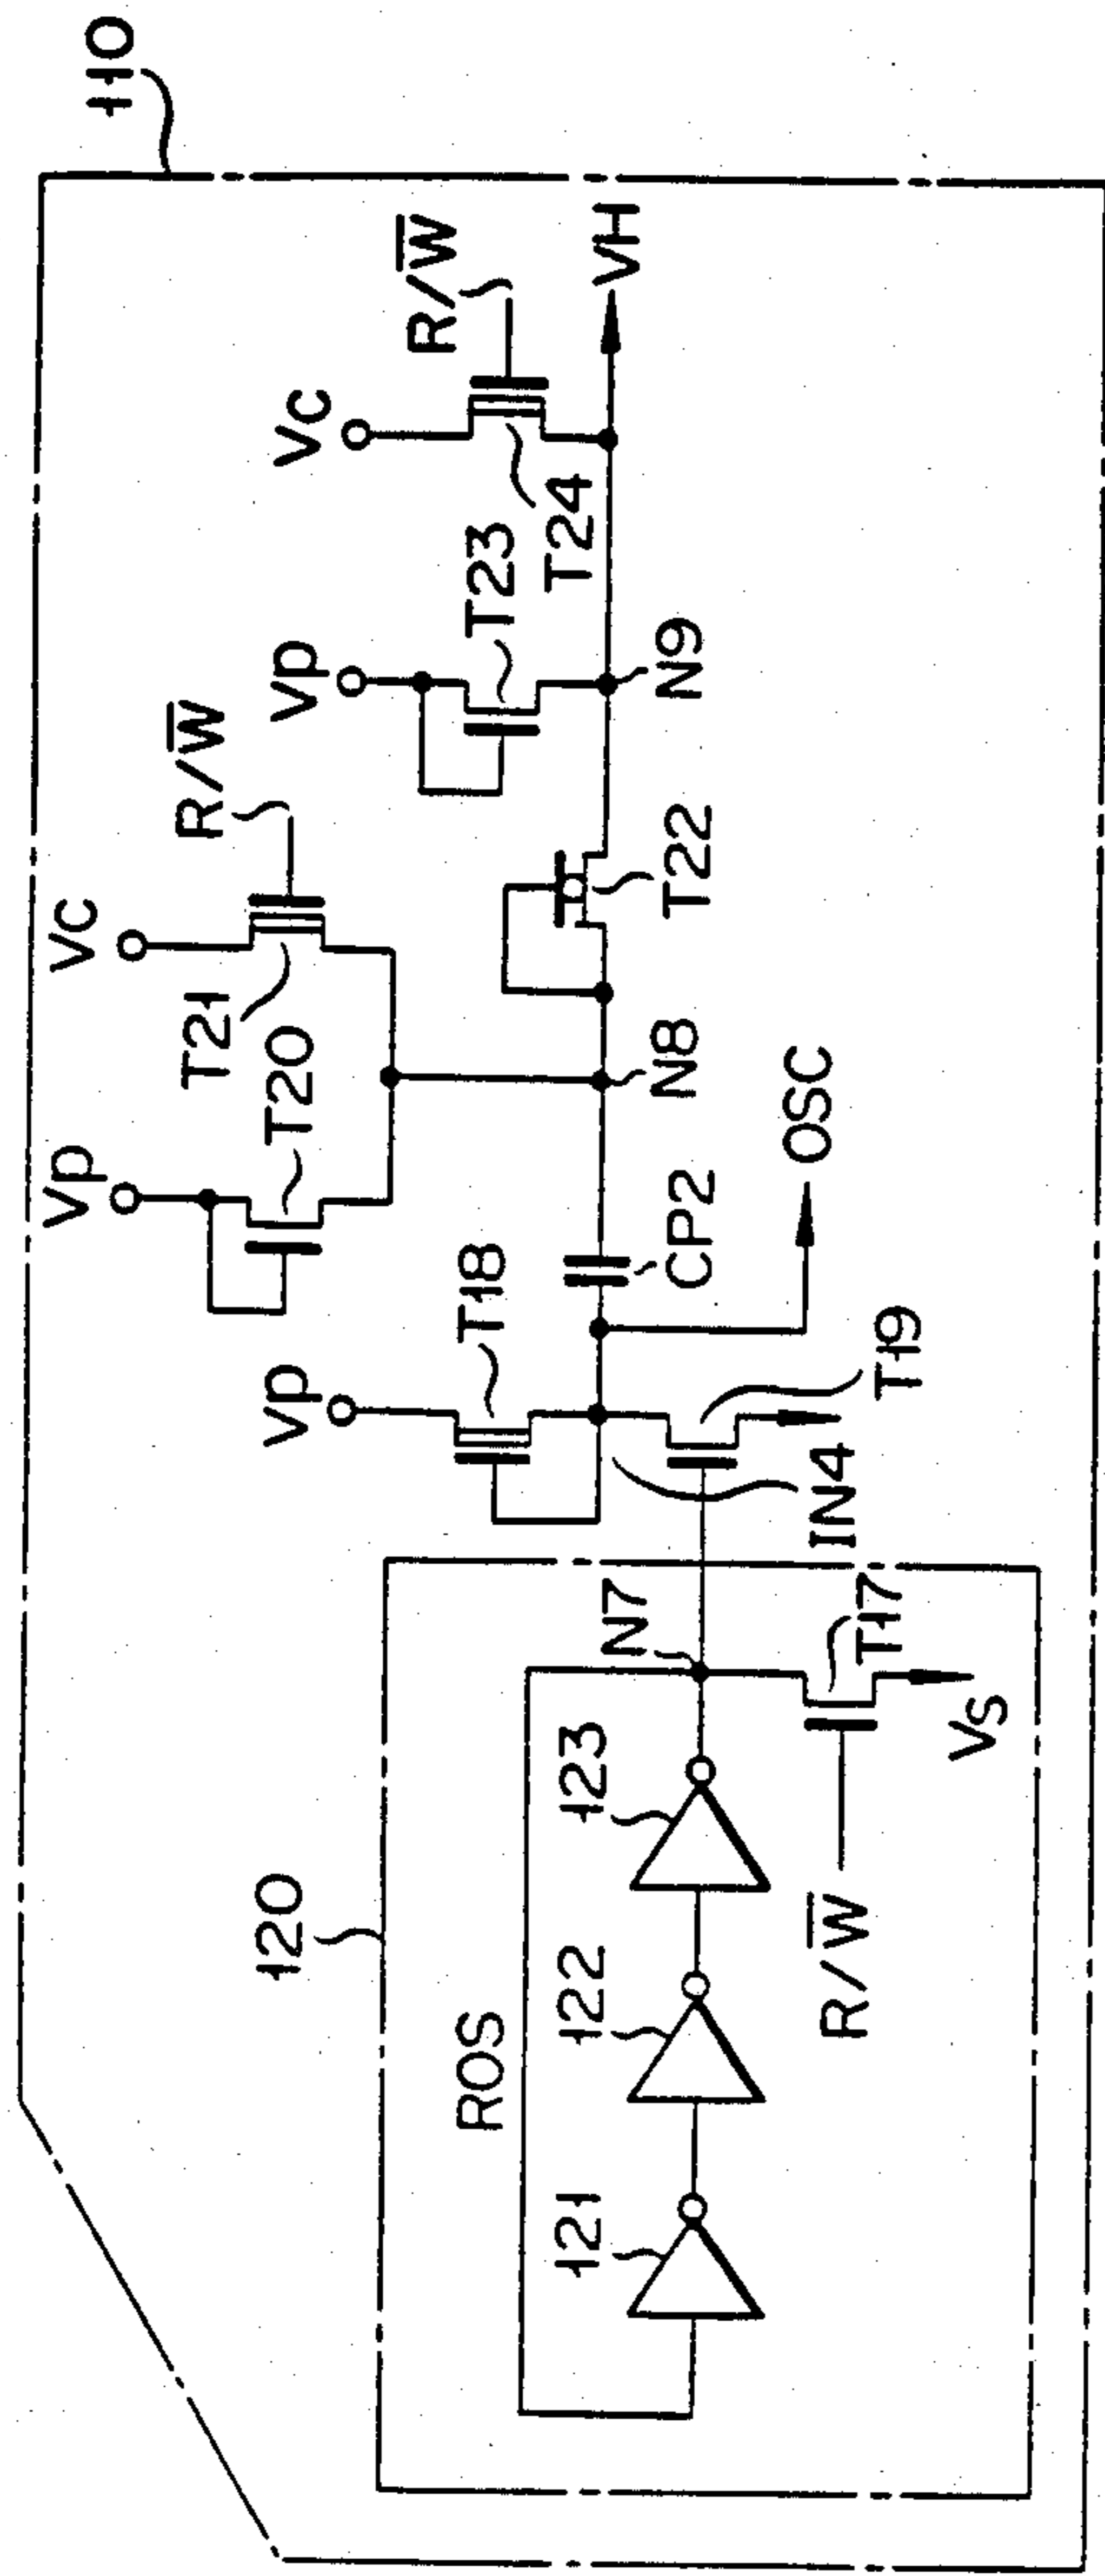 110
Vp
Vc
R/W̅
T20
T21
Vp
Vc
R/W̅
Vp
T18
T23
T24
VH
CP2
N8
T22
N9
OSC
IN4
T19
120
ROS
121
122
123
N7
R/W̅
T17
Vs